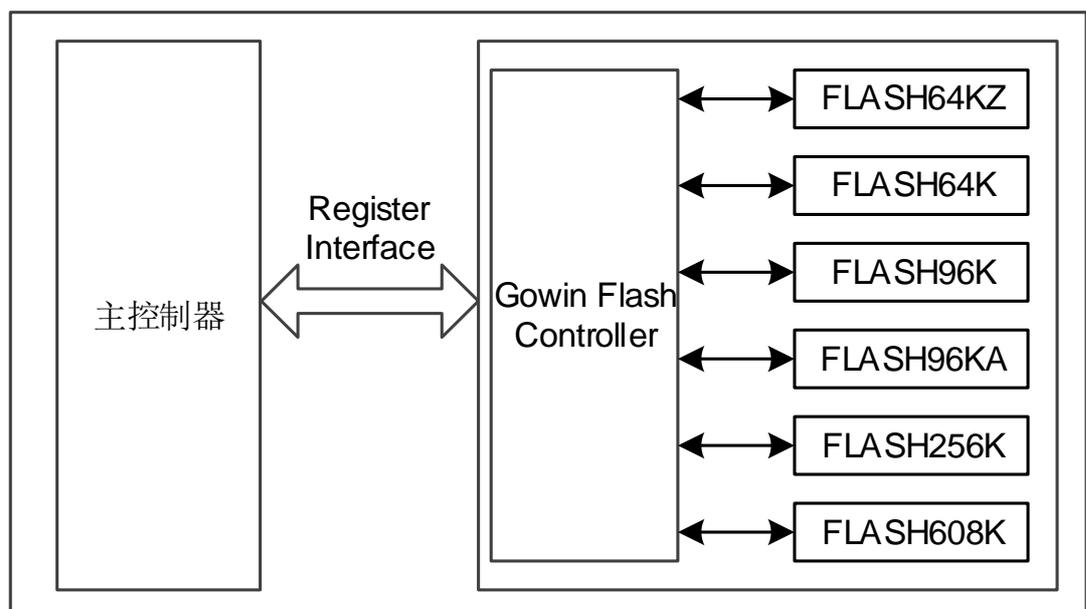 主控制器
Register
Interface
Gowin Flash
Controller
FLASH64KZ
FLASH64K
FLASH96K
FLASH96KA
FLASH256K
FLASH608K